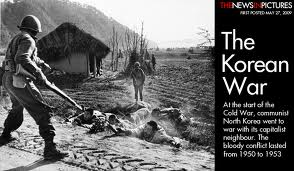 THENEWSINPICTURES
FIRST POSTED MAY 27, 2009
The
Korean
War
At the start of the
Cold War, communist
North Korea went to
war with its capitalist
neighbour. The
bloody conflict lasted
from 1950 to 1953